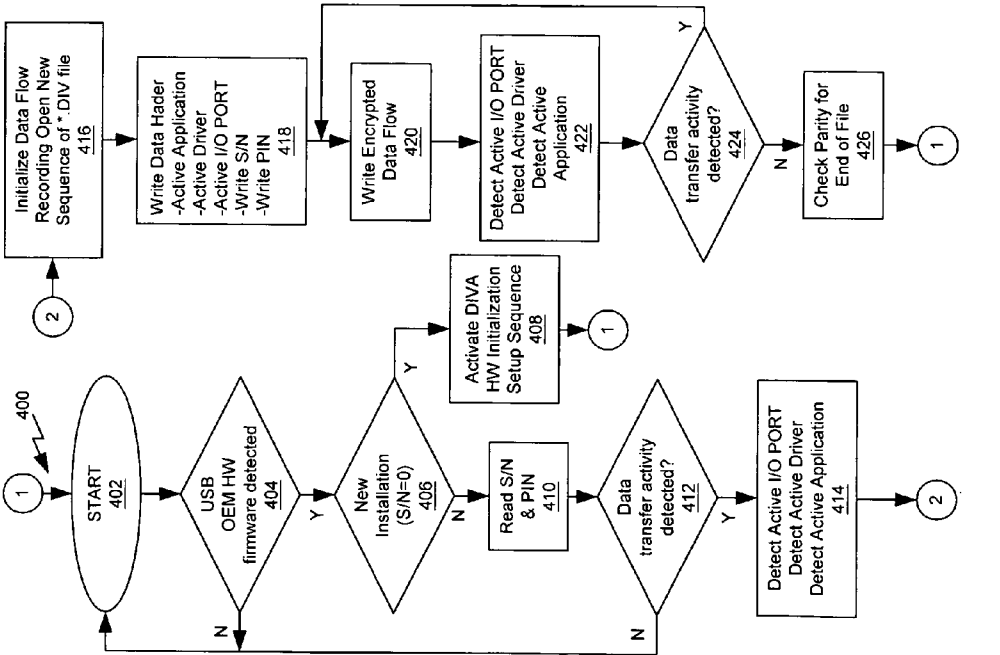 400
1
START
402
USB
OEM HW
firmware detected
404
N
Y
New
Installation
(S/N=0)
406
Y
N
Activate DIVA
HW Initialization
Setup Sequence
408
1
Read S/N
& PIN
410
Data
transfer activity
detected?
412
N
Y
Detect Active I/O PORT
Detect Active Driver
Detect Active Application
414
2
2
Initialize Data Flow
Recording Open New
Sequence of *.DIV file
416
Write Data Hader
-Active Application
-Active Driver
-Active I/O PORT
-Write S/N
-Write PIN
418
Write Encrypted
Data Flow
420
Detect Active I/O PORT
Detect Active Driver
Detect Active
Application
422
Data
transfer activity
detected?
424
Y
N
Check Parity for
End of File
426
1